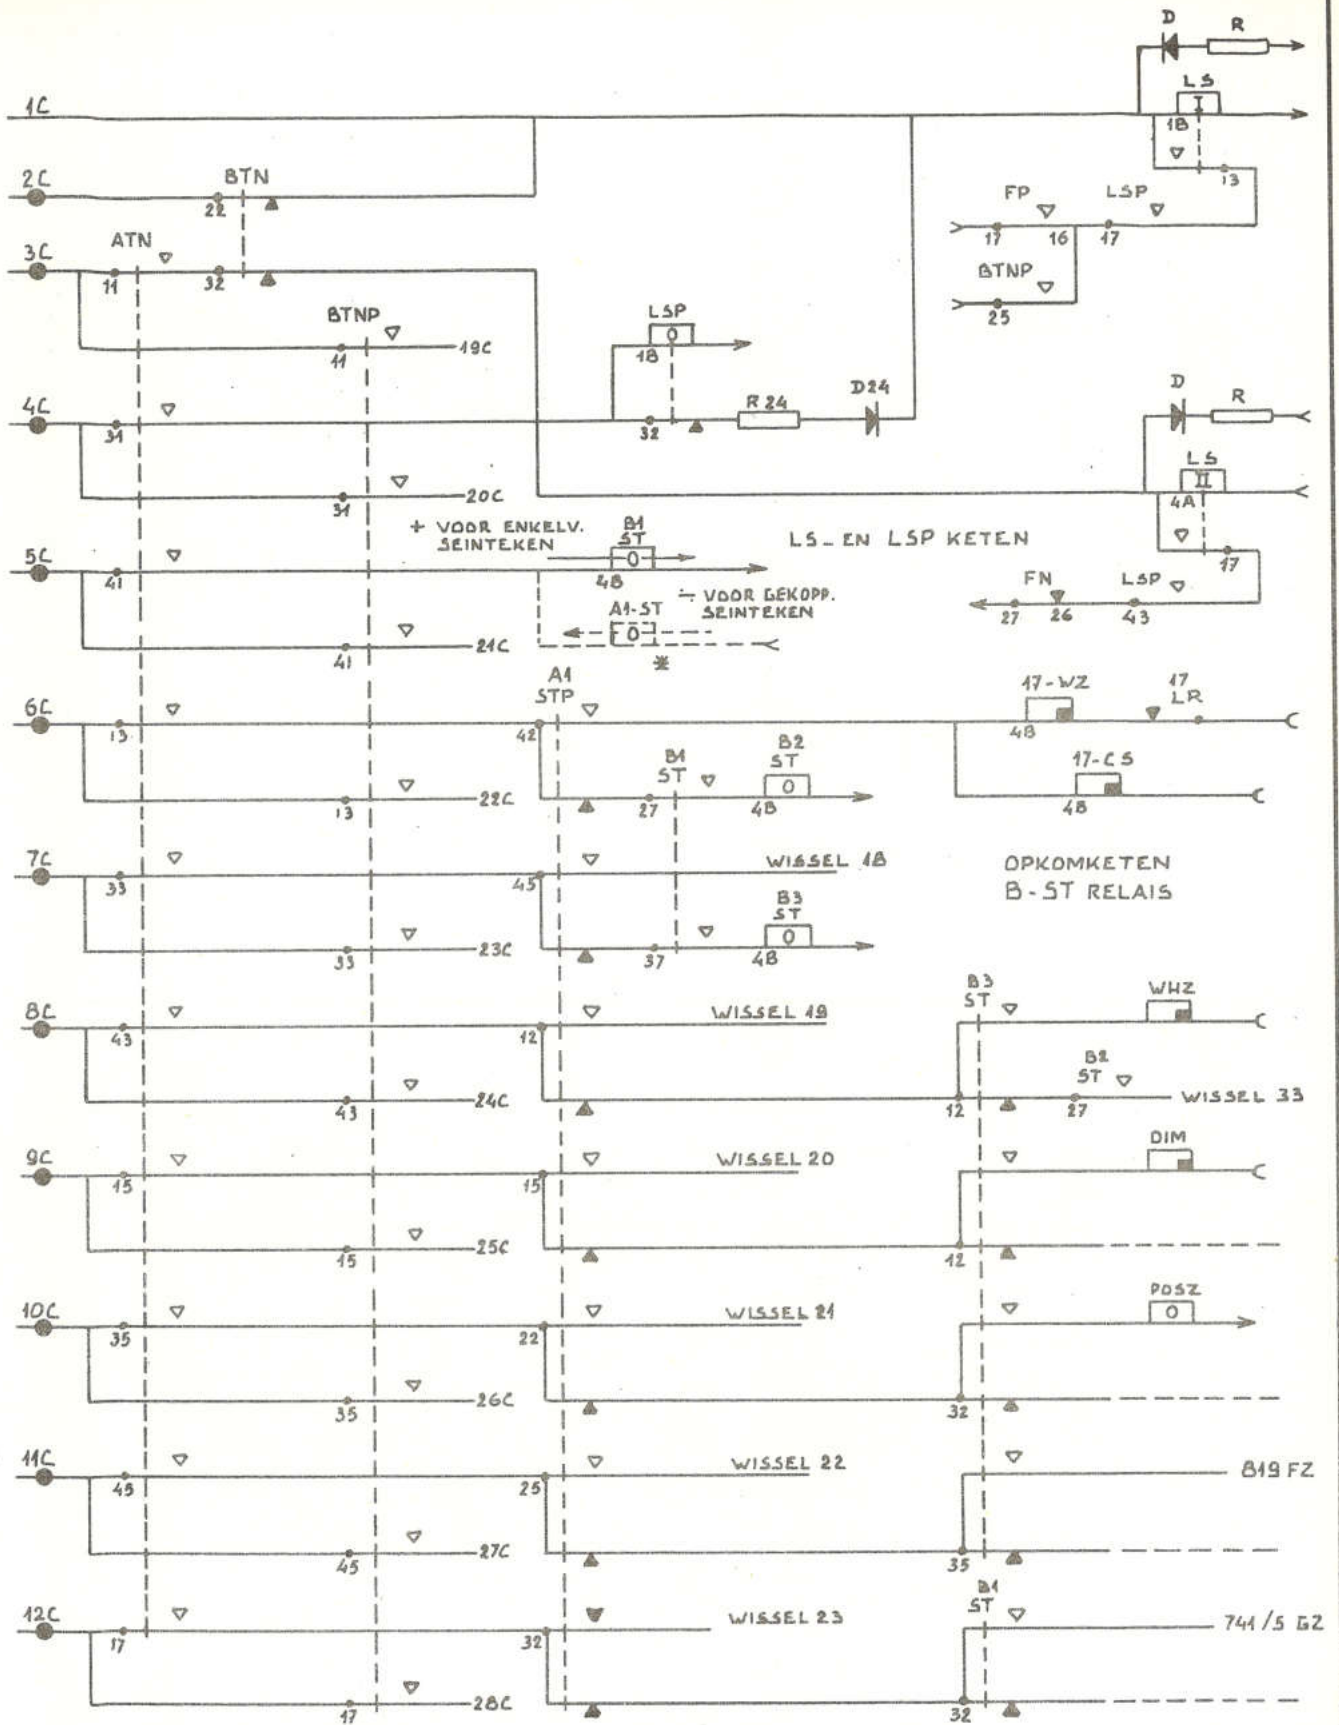 D R
LS
1C I
1B
2C BTN
22
13
FP LSP
17 16 17
3C ATN
11 32
BTNP
25
BTNP
11 19C
LSP
0
1B
4C
31
32 R 24 D24
D R
31 20C
LS
II
4A
+ VOOR ENKELV.
SEINTEKEN
B1
ST
0
4B
LS- EN LSP KETEN
5C
41
17
FN LSP
27 26 43
A1-ST
0
÷ VOOR GEKOPP.
SEINTEKEN
41 21C
*
A1
STP
6C
13 42
17-WZ
4B
17
LR
13 22C
B1
ST
27
B2
ST
0
4B
17-CS
4B
7C
33 45 WISSEL 18
OPKOMKETEN
B-ST RELAIS
33 23C
37
B3
ST
0
4B
8C
43 12 WISSEL 19
B3
ST
WHZ
43 24C
12
B2
ST
27 WISSEL 33
9C
15 15 WISSEL 20
DIM
15 25C
12
10C
35 22 WISSEL 21
POSZ
0
35 26C
32
11C
45 25 WISSEL 22
819 FZ
45 27C
35
12C
17 32 WISSEL 23
B1
ST
741/5 GZ
17 28C
32